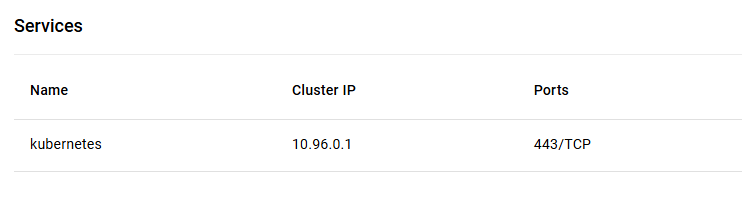 Services
Name Cluster IP Ports
kubernetes 10.96.0.1 443/TCP